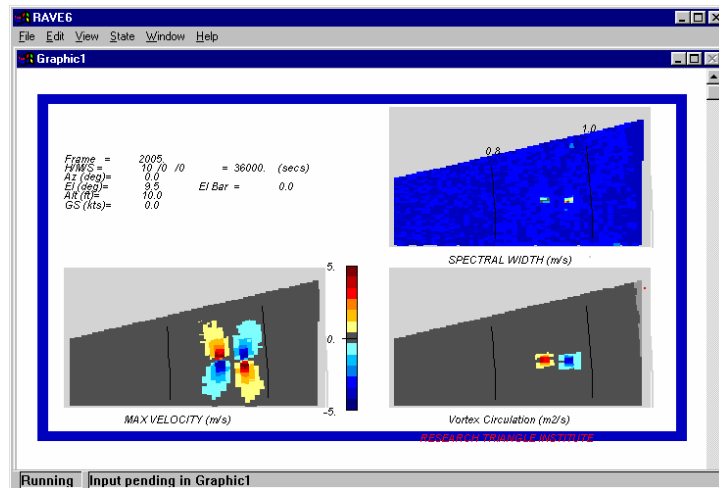 RAVE6
File Edit View State Window Help
Graphic1
Frame = 2005.
H/M/S = 10 /0 /0 = 36000. (secs)
Az (deg)= 0.0
El (deg)= 9.5 El Bar = 0.0
Alt (ft)= 10.0
GS (kts)= 0.0
0.8 1.0
SPECTRAL WIDTH (m/s)
5.
0.
-5.
MAX VELOCITY (m/s)
Vortex Circulation (m2/s)
RESEARCH TRIANGLE INSTITUTE
Running Input pending in Graphic1